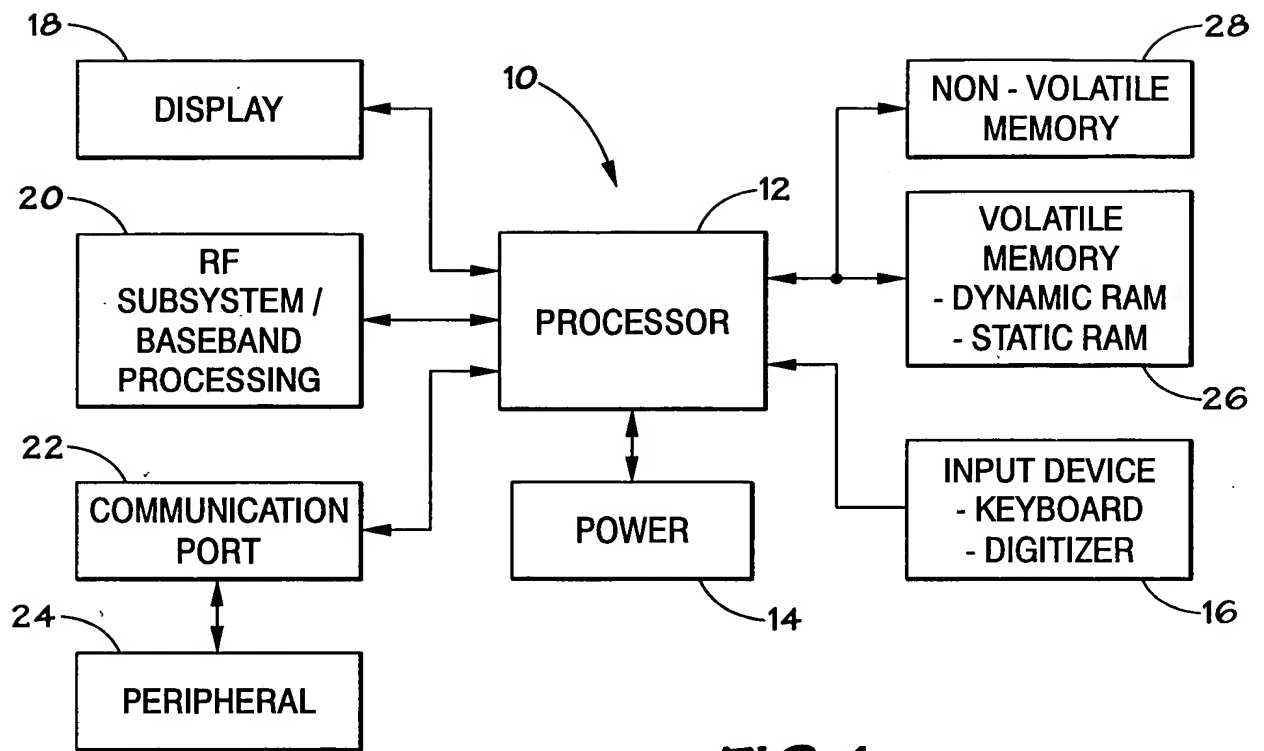 18
DISPLAY
10
28
NON - VOLATILE
MEMORY
20
RF
SUBSYSTEM /
BASEBAND
PROCESSING
12
PROCESSOR
VOLATILE
MEMORY
- DYNAMIC RAM
- STATIC RAM
26
22
COMMUNICATION
PORT
POWER
14
INPUT DEVICE
- KEYBOARD
- DIGITIZER
16
24
PERIPHERAL